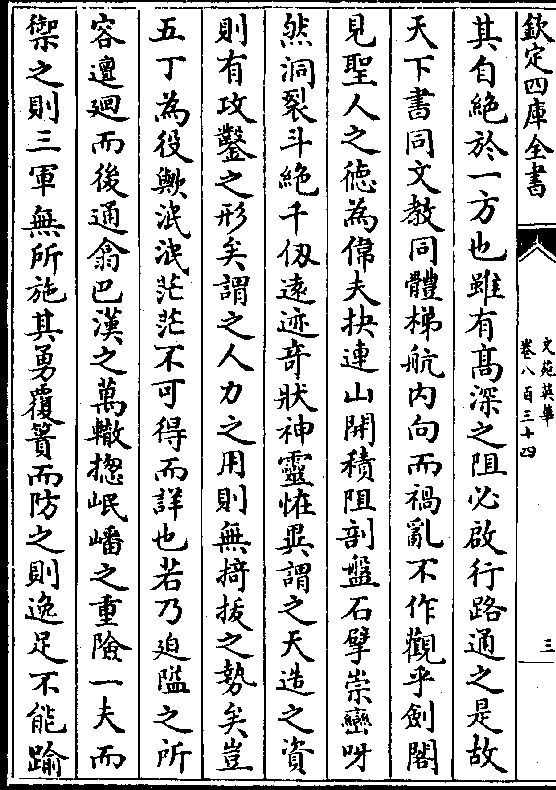 欽定四庫全書
文苑英華
卷八百三十四
三
其自絶於一方也雖有髙深之阻必啟行路通之是故
天下書同文教同體梯航内向而禍亂不作觀乎劍閣
見聖人之徳為偉夫抉連山開積阻剖盤石擘崇巒呀
然洞裂斗絶千仭逺迹竒狀神靈恠異謂之天造之資
則有攻鑿之形矣謂之人力之用則無掎拔之勢矣豈
五丁為役歟泯泯茫茫不可得而詳也若乃廹隘之所
容邅廻而後通翕巴漢之萬轍揔岷嶓之重險一夫而
禦之則三軍無所施其勇覆簣而防之則逸足不能踰